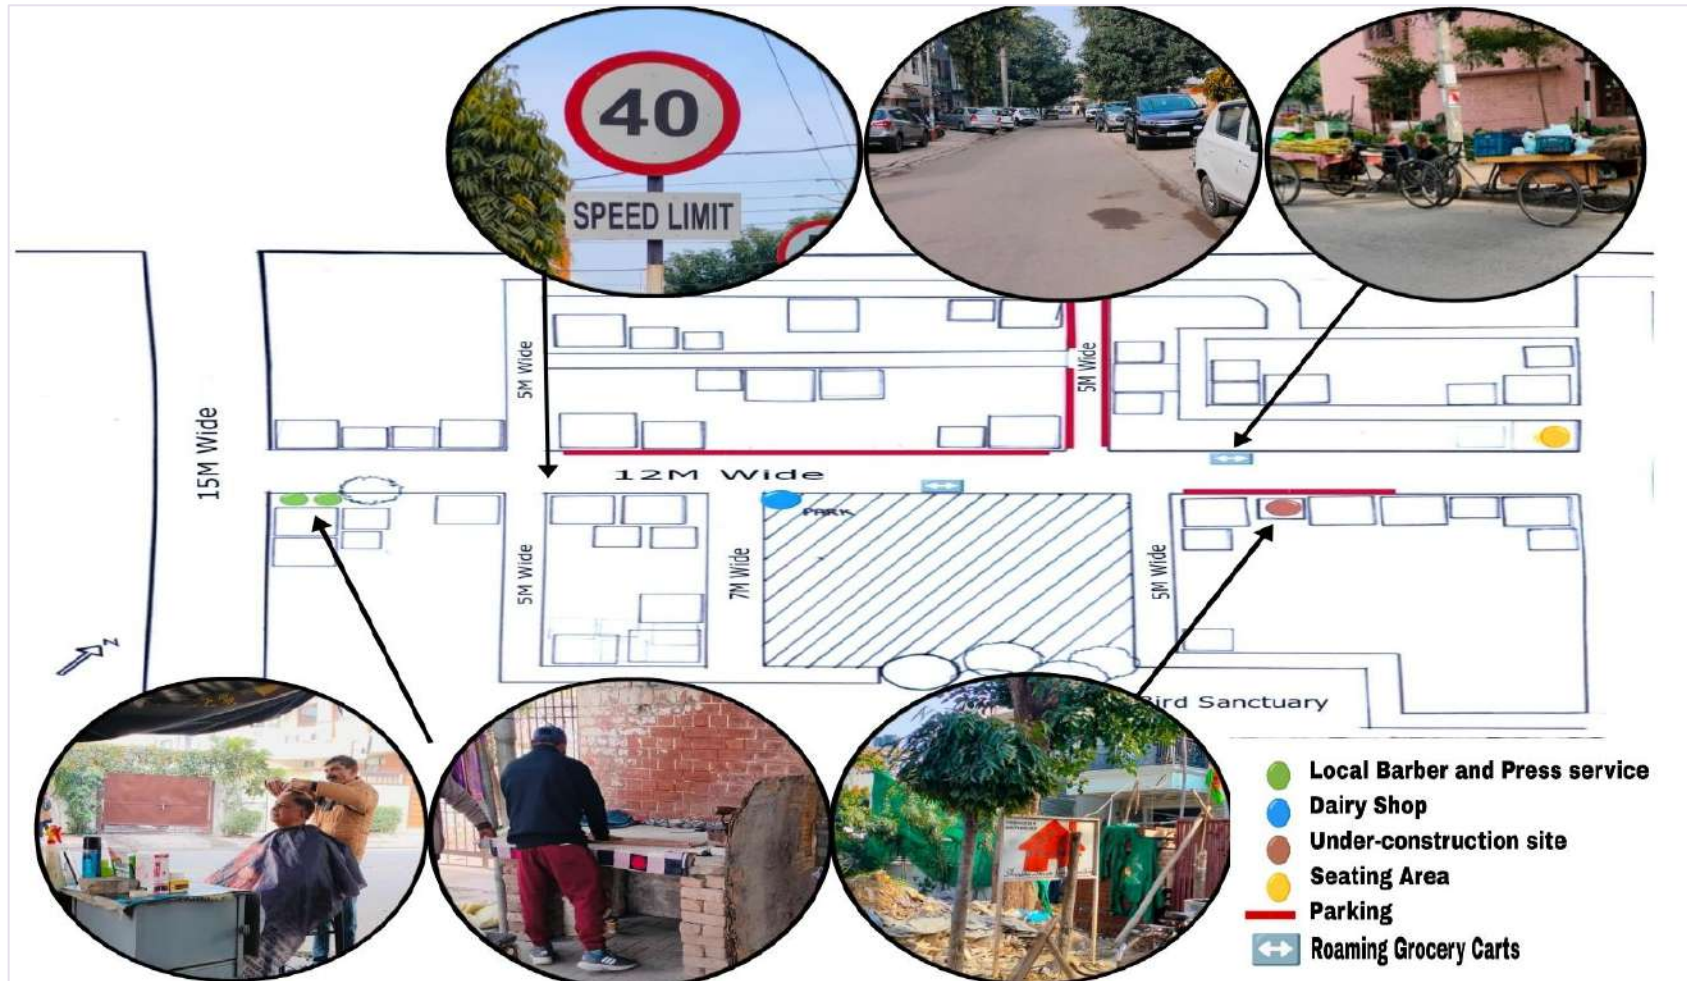 40
SPEED LIMIT
5M Wide
5M Wide
15M Wide
12M Wide
PARK
5M Wide
7M Wide
5M Wide
N
Bird Sanctuary
Local Barber and Press service
Dairy Shop
Under-construction site
Seating Area
Parking
Roaming Grocery Carts